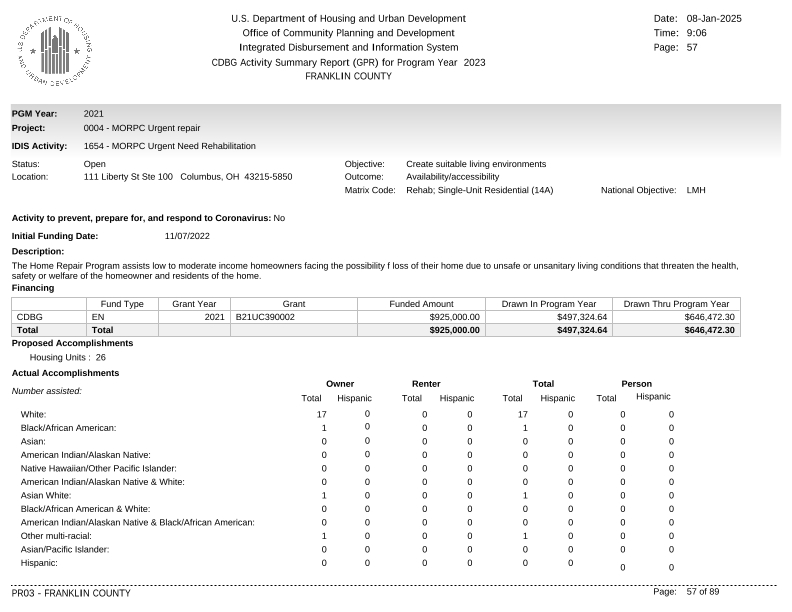 U.S. DEPARTMENT OF HOUSING AND URBAN DEVELOPMENT
U.S. Department of Housing and Urban Development
Office of Community Planning and Development
Integrated Disbursement and Information System
CDBG Activity Summary Report (GPR) for Program Year 2023
FRANKLIN COUNTY
Date: 08-Jan-2025
Time: 9:06
Page: 57
PGM Year: 2021
Project: 0004 - MORPC Urgent repair
IDIS Activity: 1654 - MORPC Urgent Need Rehabilitation
Status: Open Objective: Create suitable living environments
Location: 111 Liberty St Ste 100 Columbus, OH 43215-5850 Outcome: Availability/accessibility
Matrix Code: Rehab; Single-Unit Residential (14A) National Objective: LMH
Activity to prevent, prepare for, and respond to Coronavirus: No
Initial Funding Date: 11/07/2022
Description:
The Home Repair Program assists low to moderate income homeowners facing the possibility f loss of their home due to unsafe or unsanitary living conditions that threaten the health,
safety or welfare of the homeowner and residents of the home.
Financing
Fund Type Grant Year Grant Funded Amount Drawn In Program Year Drawn Thru Program Year
CDBG EN 2021 B21UC390002 $925,000.00 $497,324.64 $646,472.30
Total Total $925,000.00 $497,324.64 $646,472.30
Proposed Accomplishments
Housing Units : 26
Actual Accomplishments
Number assisted: Owner Renter Total Person
Total Hispanic Total Hispanic Total Hispanic Total Hispanic
White: 17 0 0 0 17 0 0 0
Black/African American: 1 0 0 0 1 0 0 0
Asian: 0 0 0 0 0 0 0 0
American Indian/Alaskan Native: 0 0 0 0 0 0 0 0
Native Hawaiian/Other Pacific Islander: 0 0 0 0 0 0 0 0
American Indian/Alaskan Native & White: 0 0 0 0 0 0 0 0
Asian White: 1 0 0 0 1 0 0 0
Black/African American & White: 0 0 0 0 0 0 0 0
American Indian/Alaskan Native & Black/African American: 0 0 0 0 0 0 0 0
Other multi-racial: 1 0 0 0 1 0 0 0
Asian/Pacific Islander: 0 0 0 0 0 0 0 0
Hispanic: 0 0 0 0 0 0 0 0
PR03 - FRANKLIN COUNTY Page: 57 of 89